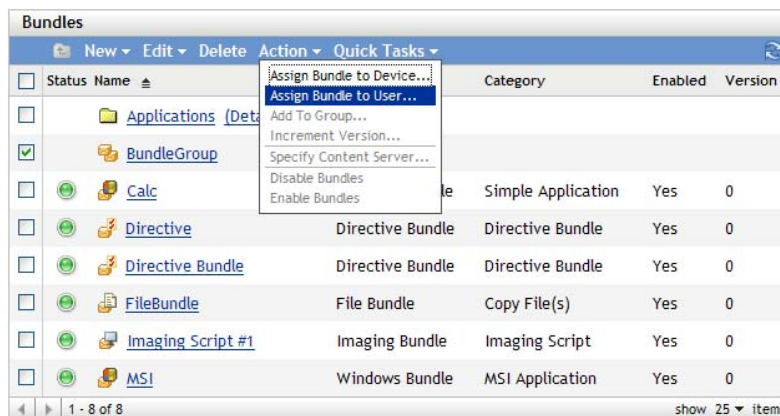 Bundles
New Edit Delete Action Quick Tasks
Status Name Category Enabled Version
Assign Bundle to Device...
Assign Bundle to User...
Add To Group...
Increment Version...
Specify Content Server...
Disable Bundles
Enable Bundles
Applications (Deta
BundleGroup
Calc le Simple Application Yes 0
Directive Directive Bundle Directive Bundle Yes 0
Directive Bundle Directive Bundle Directive Bundle Yes 0
FileBundle File Bundle Copy File(s) Yes 0
Imaging Script #1 Imaging Bundle Imaging Script Yes 0
MSI Windows Bundle MSI Application Yes 0
1 - 8 of 8 show 25 item